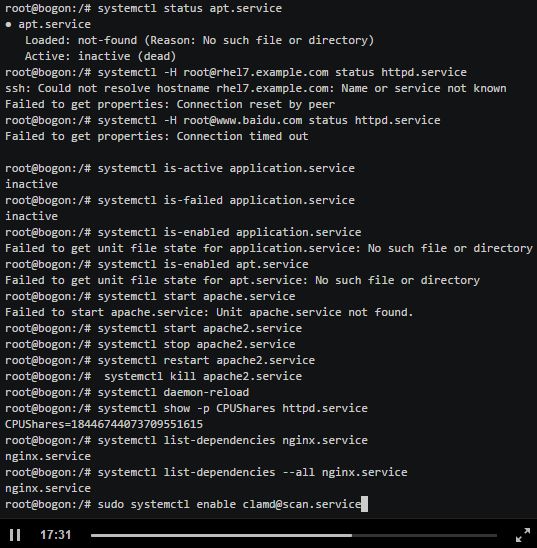 root@bogon:/# systemctl status apt.service
● apt.service
Loaded: not-found (Reason: No such file or directory)
Active: inactive (dead)
root@bogon:/# systemctl -H root@rhel7.example.com status httpd.service
ssh: Could not resolve hostname rhel7.example.com: Name or service not known
Failed to get properties: Connection reset by peer
root@bogon:/# systemctl -H root@www.baidu.com status httpd.service
Failed to get properties: Connection timed out
root@bogon:/# systemctl is-active application.service
inactive
root@bogon:/# systemctl is-failed application.service
inactive
root@bogon:/# systemctl is-enabled application.service
Failed to get unit file state for application.service: No such file or directory
root@bogon:/# systemctl is-enabled apt.service
Failed to get unit file state for apt.service: No such file or directory
root@bogon:/# systemctl start apache.service
Failed to start apache.service: Unit apache.service not found.
root@bogon:/# systemctl start apache2.service
root@bogon:/# systemctl stop apache2.service
root@bogon:/# systemctl restart apache2.service
root@bogon:/#  systemctl kill apache2.service
root@bogon:/# systemctl daemon-reload
root@bogon:/# systemctl show -p CPUShares httpd.service
CPUShares=18446744073709551615
root@bogon:/# systemctl list-dependencies nginx.service
nginx.service
root@bogon:/# systemctl list-dependencies --all nginx.service
nginx.service
root@bogon:/# sudo systemctl enable clamd@scan.service
17:31